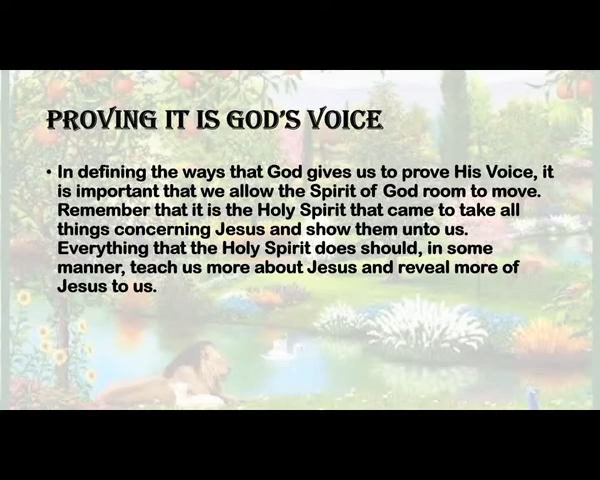 PROVING IT IS GOD'S VOICE
• In defining the ways that God gives us to prove His Voice, it
is important that we allow the Spirit of God room to move.
Remember that it is the Holy Spirit that came to take all
things concerning Jesus and show them unto us.
Everything that the Holy Spirit does should, in some
manner, teach us more about Jesus and reveal more of
Jesus to us.